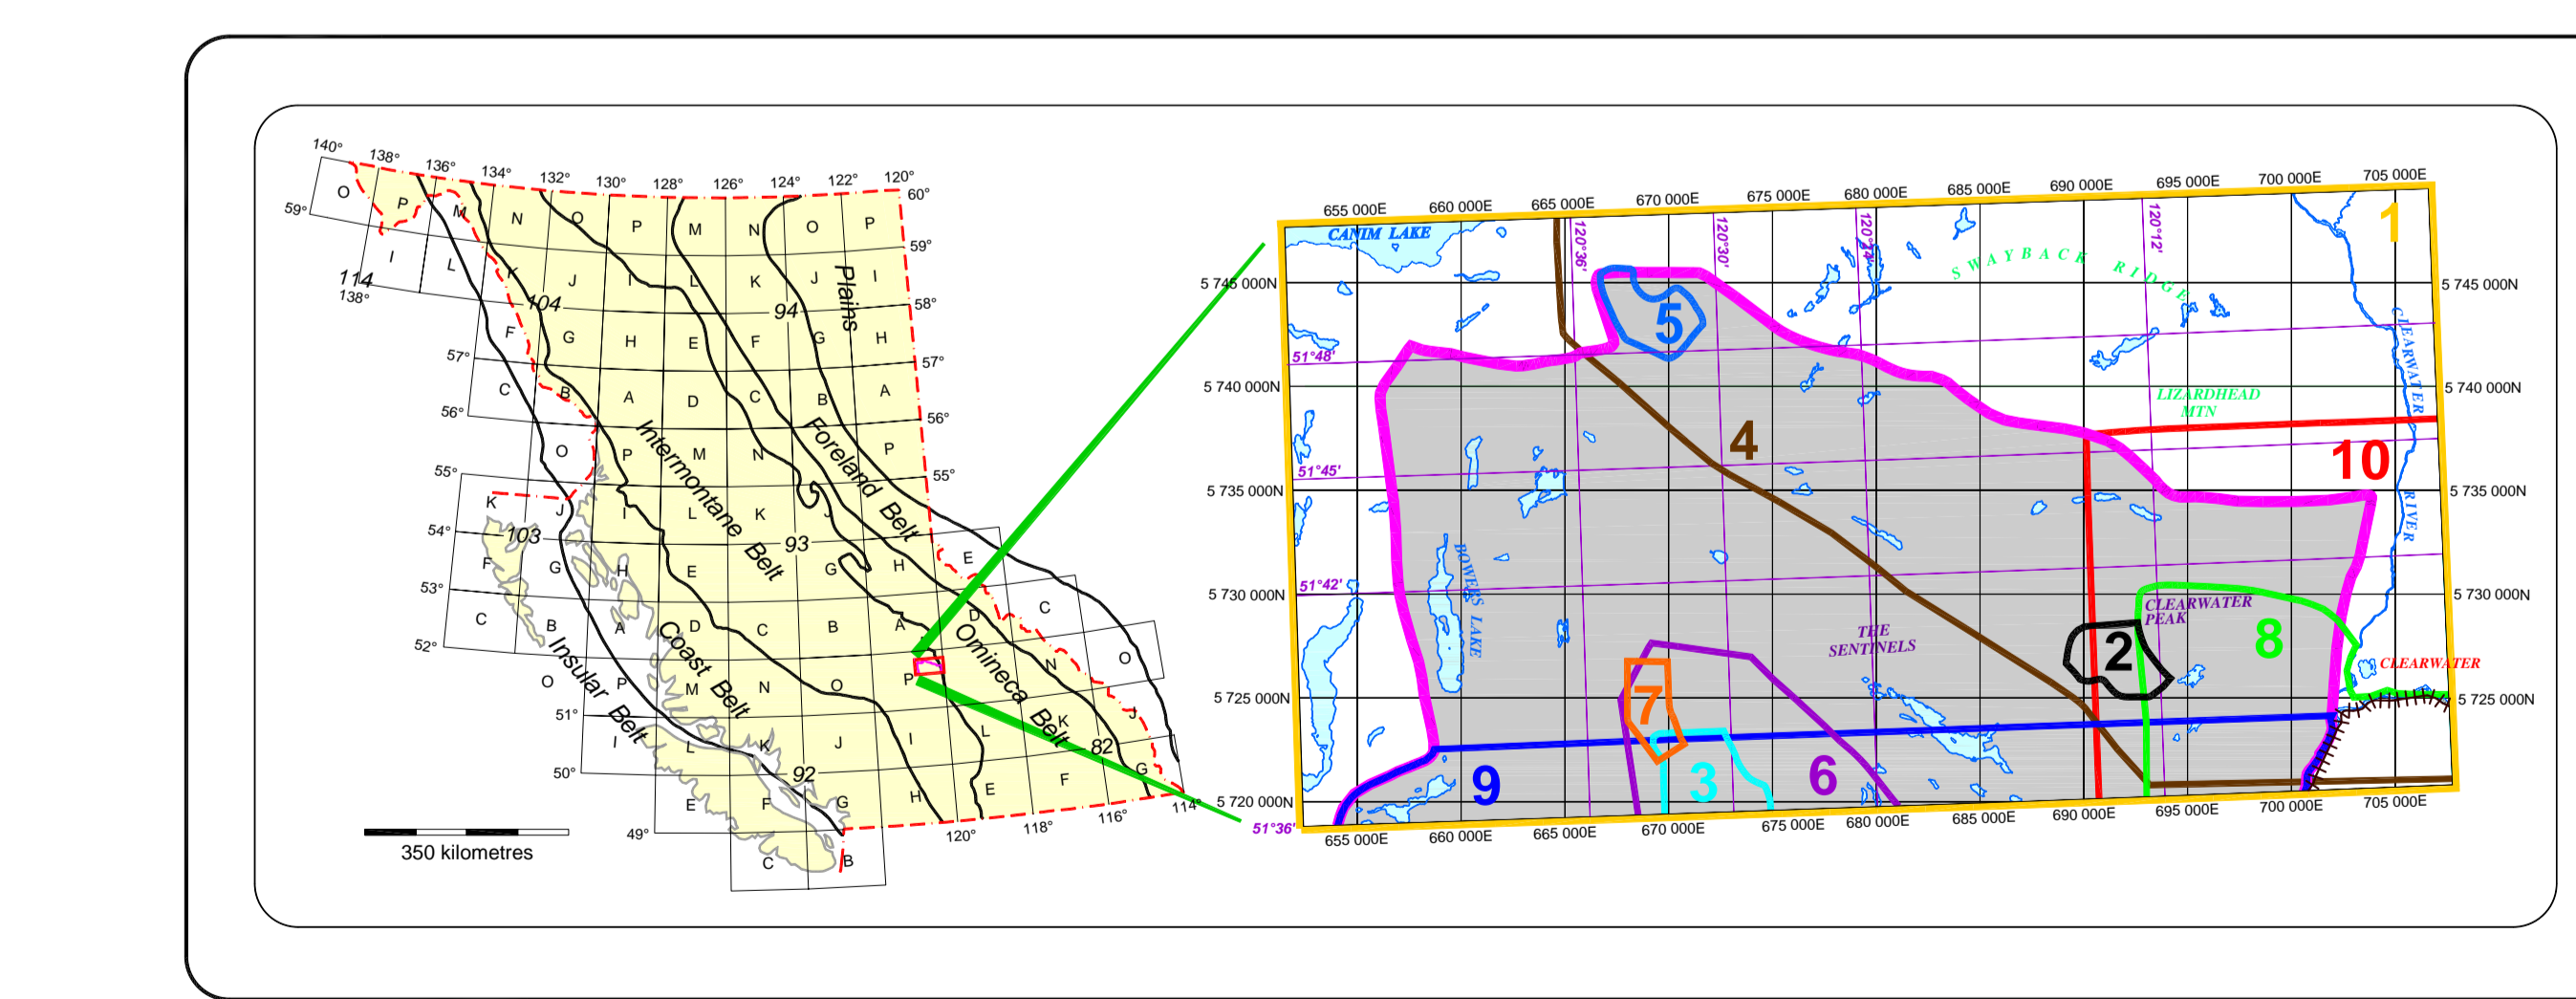 140°
138°
136°
134°
132°
130°
128°
126°
124°
122°
120°
60°
O
P
M
N
O
P
M
N
O
P
59°
59°
I
L
K
J
I
L
K
J
I
Plains
114
138°
104
94
58°
F
G
H
E
F
G
H
57°
57°
C
B
A
D
C
B
A
56°
56°
O
P
M
N
P
Intermontane Belt
Foreland Belt
55°
55°
K
J
I
L
K
J
54°
103
93
E
F
G
H
E
G
H
53°
C
B
A
D
C
B
A
D
C
52°
Insular Belt
Coast Belt
Omineca Belt
O
P
M
N
O
P
N
O
51°
I
L
K
J
I
L
K
J
82
50°
92
E
F
G
H
E
F
G
49°
120°
118°
116°
114°
C
B
350 kilometres
655 000E
660 000E
665 000E
670 000E
675 000E
680 000E
685 000E
690 000E
695 000E
700 000E
705 000E
CANIM LAKE
120°36'
120°30'
120°24'
120°12'
1
SWAYBACK RIDGE
5 745 000N
5 745 000N
5
CLEARWATER
RIVER
51°48'
5 740 000N
5 740 000N
LIZARDHEAD
MTN
4
10
51°45'
5 735 000N
5 735 000N
BOWERS LAKE
51°42'
5 730 000N
5 730 000N
CLEARWATER
PEAK
THE
SENTINELS
2
8
CLEARWATER
7
5 725 000N
5 725 000N
9
3
6
5 720 000N
51°36'
655 000E
660 000E
665 000E
670 000E
675 000E
680 000E
685 000E
690 000E
695 000E
700 000E
705 000E